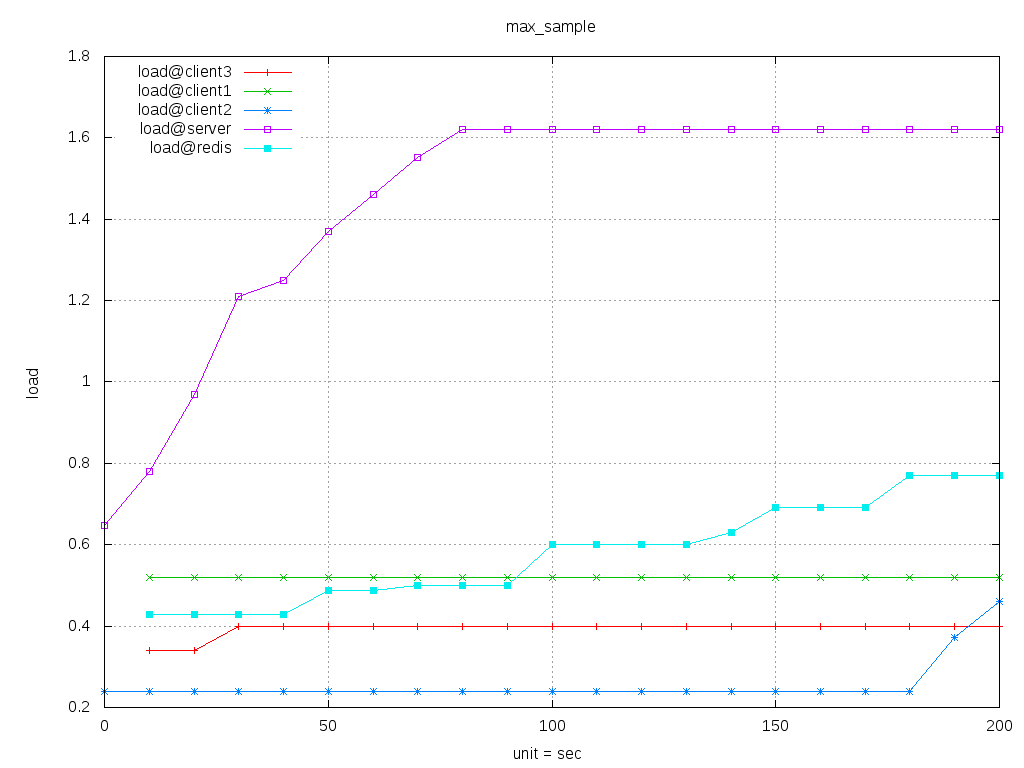 max_sample
1.8
1.6
1.4
1.2
1
0.8
0.6
0.4
0.2
load
load@client3
load@client1
load@client2
load@server
load@redis
0 50 100 150 200
unit = sec